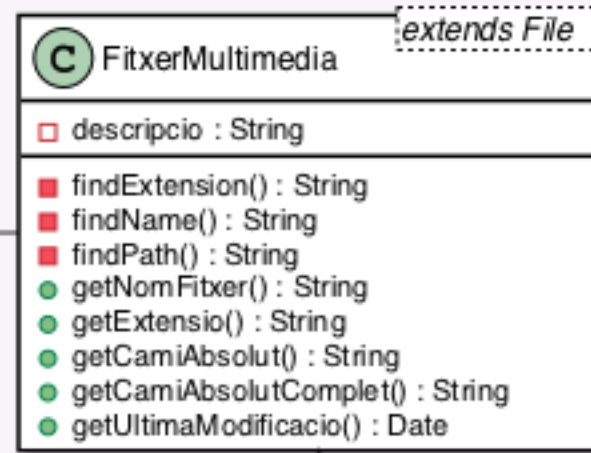 extends File
C FitxerMultimedia
descripcio : String
findExtension() : String
findName() : String
findPath() : String
getNomFitxer() : String
getExtensio() : String
getCamiAbsolut() : String
getCamiAbsolutComplet() : String
getUltimaModificacio() : Date